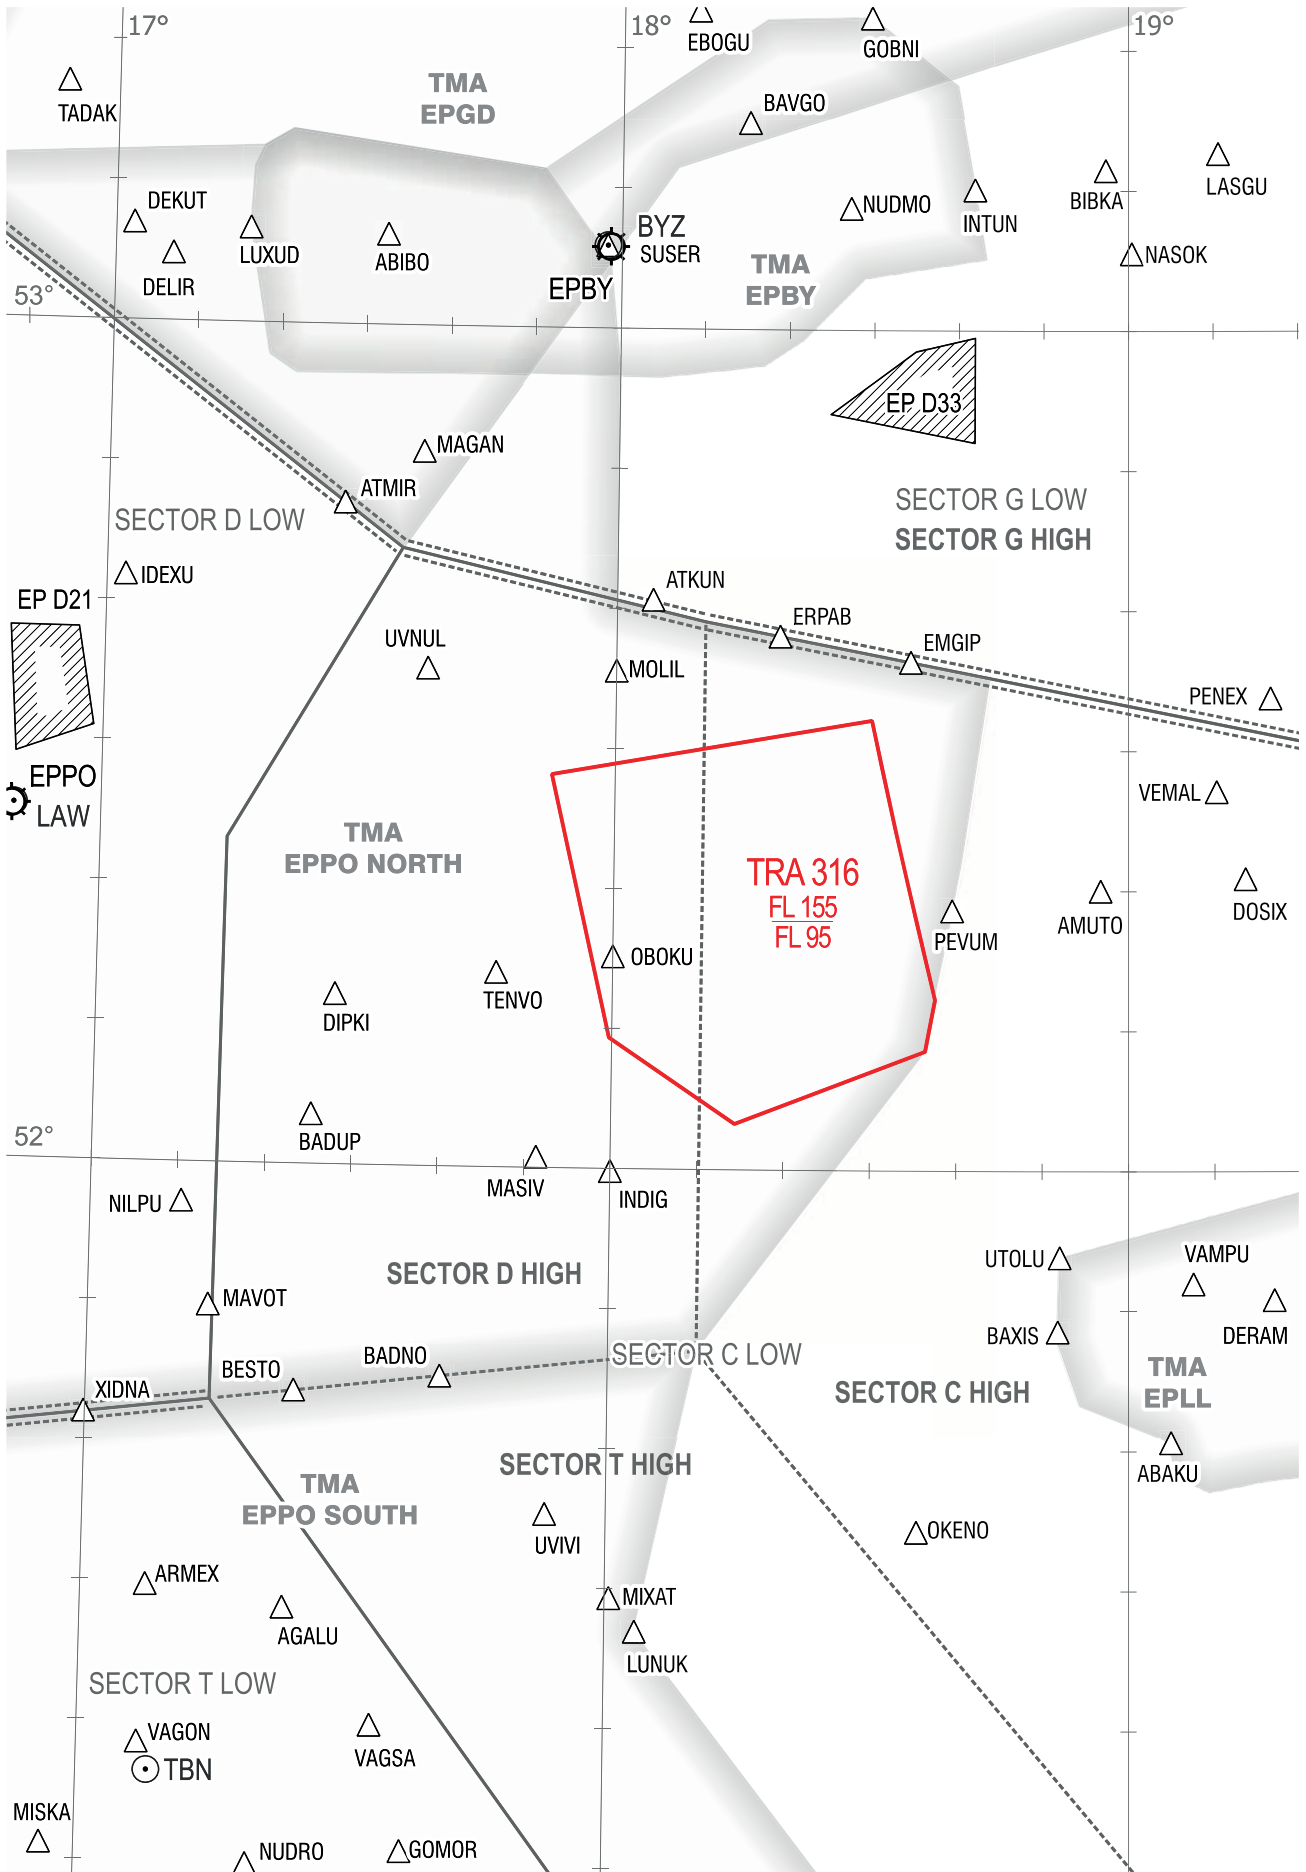 17°
18°
19°
EBOGU
GOBNI
TADAK
TMA
EPGD
BAVGO
DEKUT
LUXUD
ABIBO
DELIR
BYZ
SUSER
EPBY
NUDMO
INTUN
BIBKA
LASGU
NASOK
TMA
EPBY
53°
EP D33
MAGAN
ATMIR
SECTOR D LOW
SECTOR G LOW
SECTOR G HIGH
IDEXU
EP D21
ATKUN
ERPAB
EMGIP
UVNUL
MOLIL
PENEX
EPPO
LAW
VEMAL
TMA
EPPO NORTH
TRA 316
FL 155
FL 95
PEVUM
AMUTO
DOSIX
OBOKU
TENVO
DIPKI
BADUP
52°
MASIV
INDIG
NILPU
UTOLU
VAMPU
SECTOR D HIGH
MAVOT
BAXIS
DERAM
BESTO
BADNO
SECTOR C LOW
SECTOR C HIGH
TMA
EPLL
XIDNA
ABAKU
SECTOR T HIGH
TMA
EPPO SOUTH
UVIVI
OKENO
ARMEX
MIXAT
AGALU
LUNUK
SECTOR T LOW
VAGON
TBN
VAGSA
MISKA
NUDRO
GOMOR